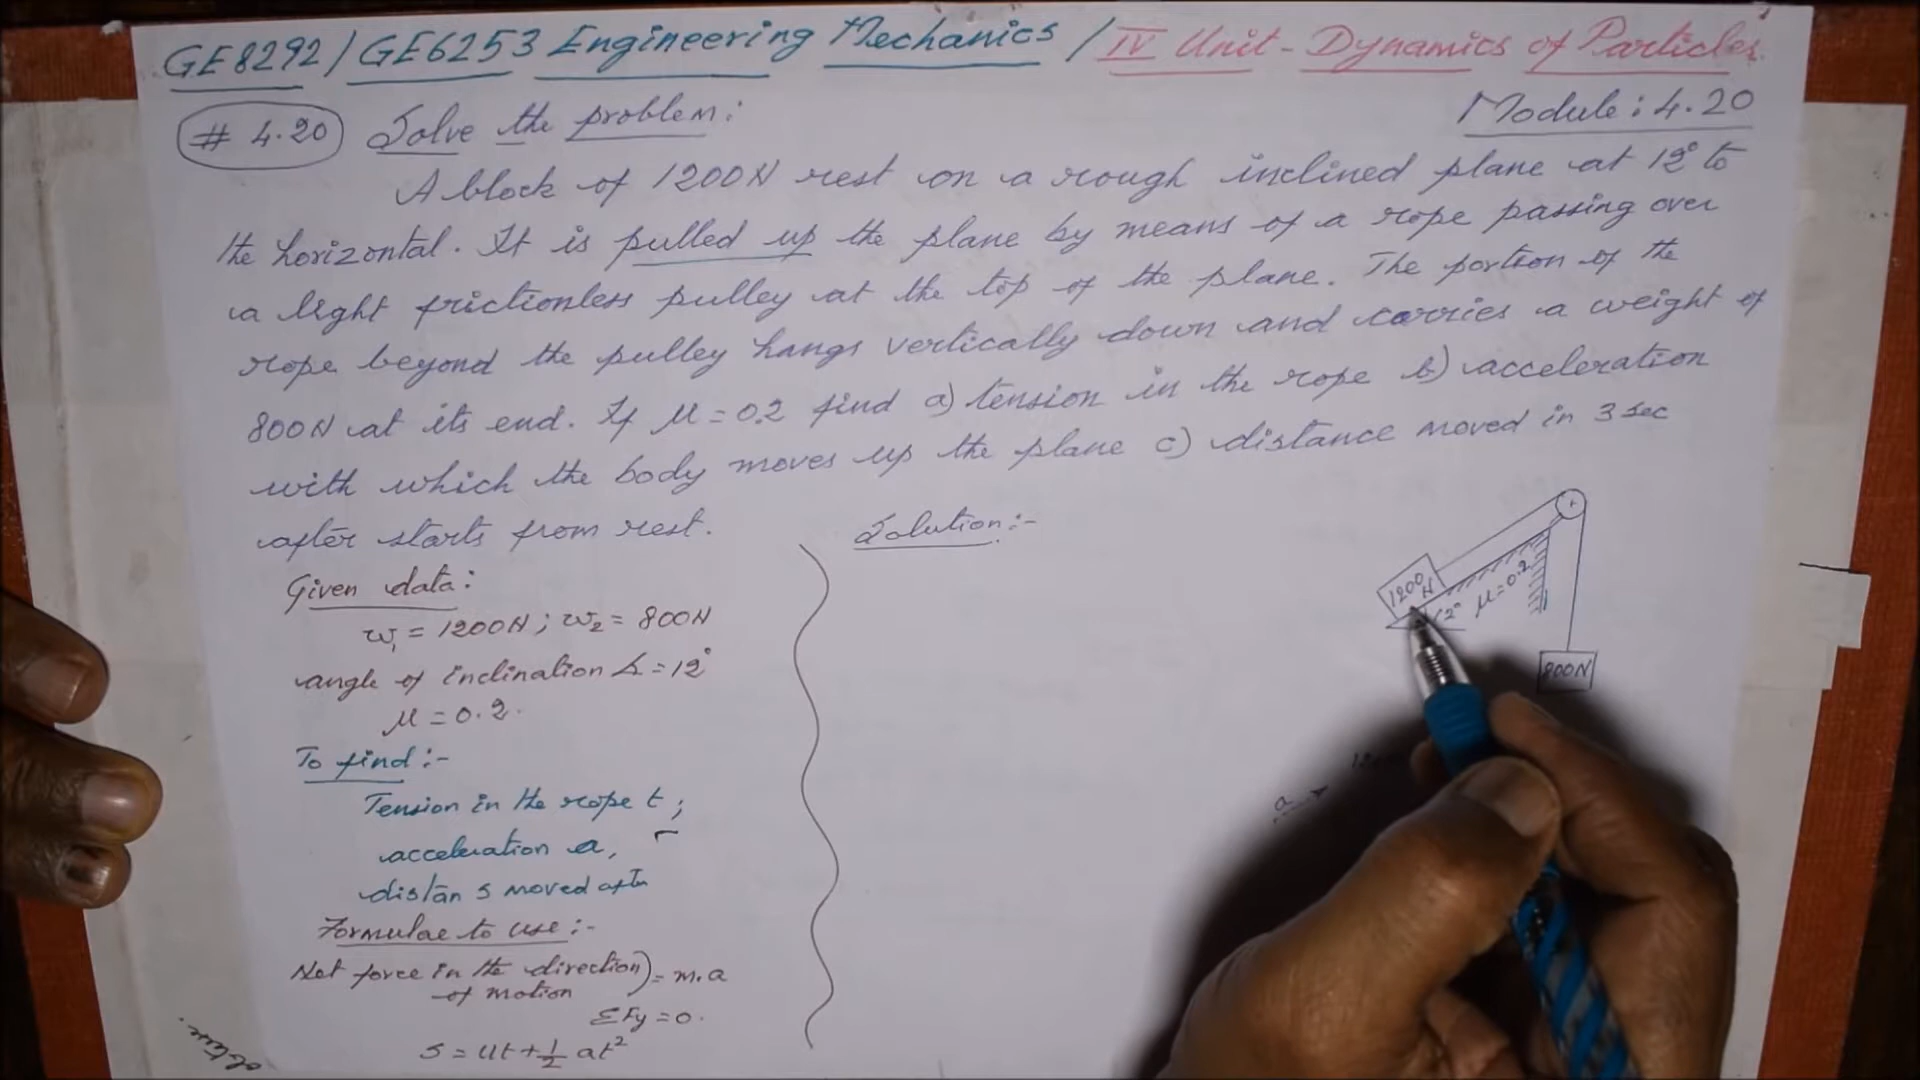 GE8292/GE6253 Engineering Mechanics / IV Unit - Dynamics of Particles
# 4.20 Solve the problem:
Module: 4.20
A block of 1200N rest on a rough inclined plane at 12° to
the horizontal. It is pulled up the plane by means of a rope passing over
a light frictionless pulley at the top of the plane. The portion of the
rope beyond the pulley hangs vertically down and carries a weight of
800N at its end. If μ = 0.2 find a) tension in the rope b) acceleration
with which the body moves up the plane c) distance moved in 3 sec
after starts from rest.
Solution:-
Given data:
w₁ = 1200N; w₂ = 800N
angle of inclination = 12°
μ = 0.2.
To find:-
Tension in the rope t;
acceleration a,
distan s moved aftr
Formulae to use:-
Net force in the direction) = m.a
of motion
ΣFy = 0.
s = ut + 1/2 at²
1200
N
12°
μ = 0.2
800N
a